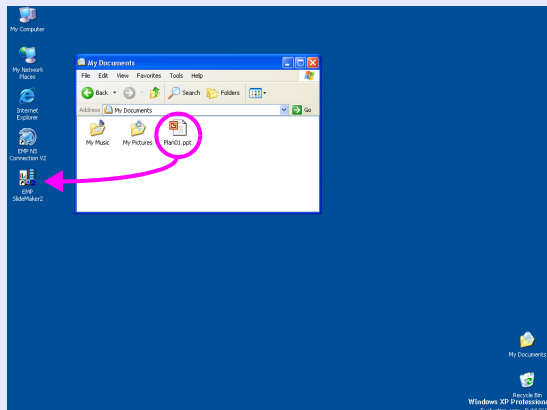 My Computer
My Network
Places
Internet
Explorer
EMP NS
Connection V2
EMP
SlideMaker2
My Documents
File Edit View Favorites Tools Help
Back Search Folders
Address My Documents Go
My Music My Pictures Plan01.ppt
My Documents
Recycle Bin
Windows XP Professional